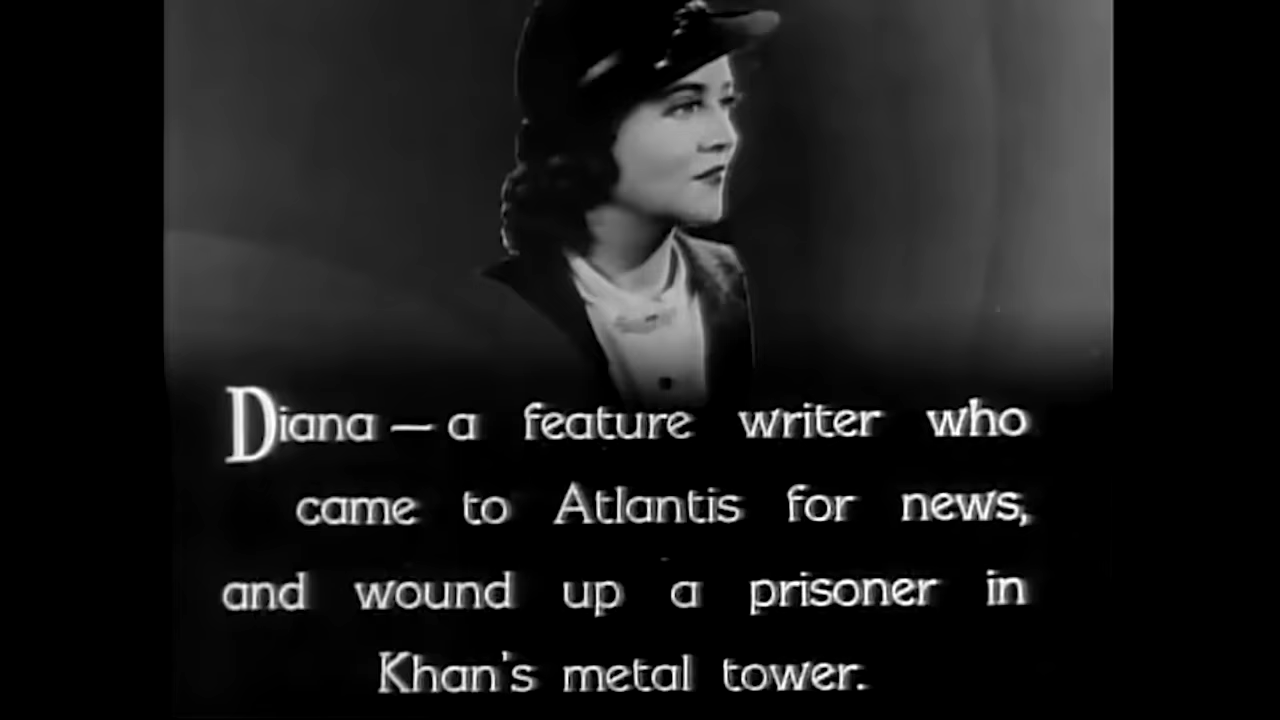 Diana — a feature writer who
came to Atlantis for news,
and wound up a prisoner in
Khan's metal tower.